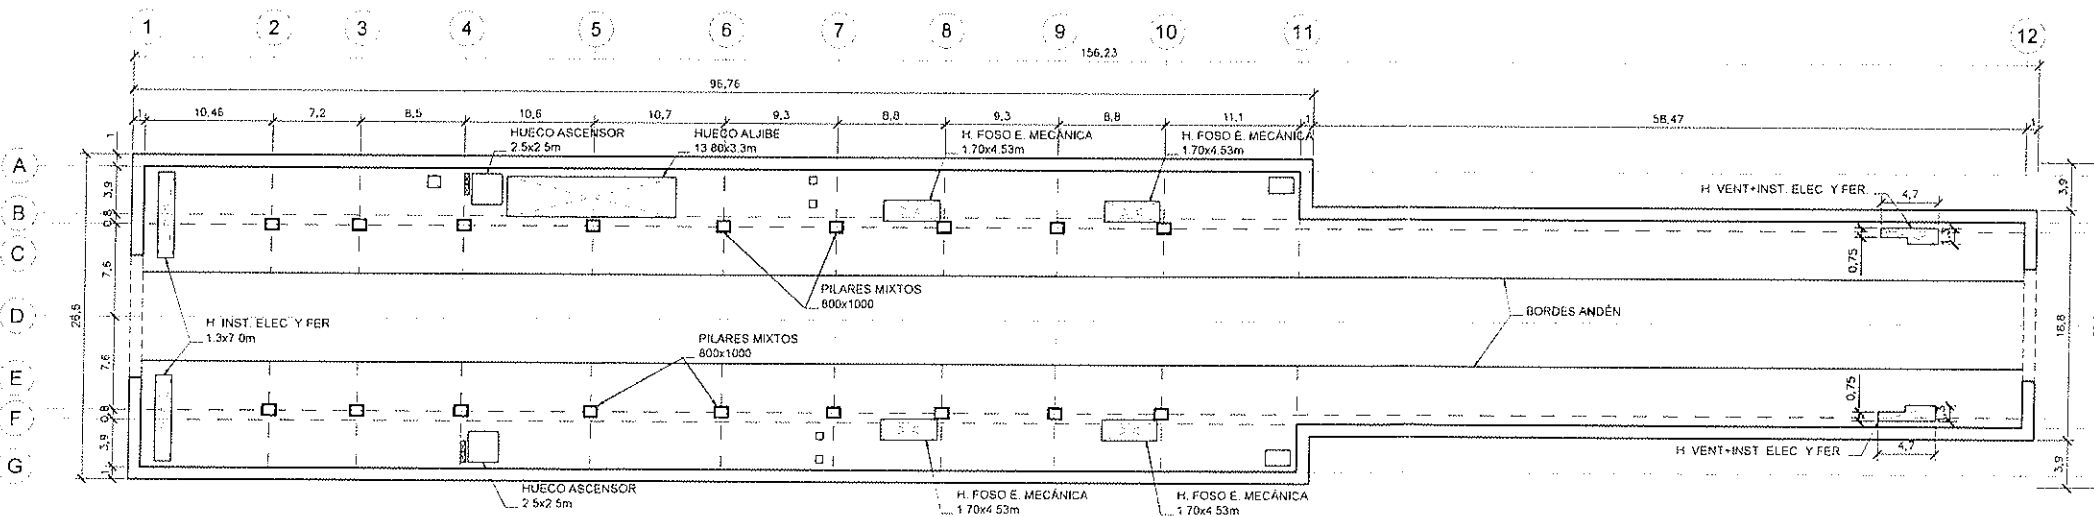 1 2 3 4 5 6 7 8 9 10 11 12
156,23
96,76
1 10,46 7,2 8,5 10,6 10,7 9,3 8,8 9,3 8,8 11,1 1 58,47 1
HUECO ASCENSOR
2.5x2.5m
HUECO ALJIBE
13.80x3.3m
H. FOSO E. MECÁNICA
1.70x4.53m
H. FOSO E. MECÁNICA
1.70x4.53m
A
B
C
D
E
F
G
1
3,9
0,8
7,6
26,6
7,6
0,8
3,9
1
H VENT+INST. ELEC Y FER.
4,7
0,75
3,9
PILARES MIXTOS
800x1000
BORDES ANDÉN
H INST. ELEC Y FER
1.3x7.0m
PILARES MIXTOS
800x1000
18,8
0,75
H VENT+INST ELEC Y FER
4,7
3,9
HUECO ASCENSOR
2.5x2.5m
H. FOSO E. MECÁNICA
1.70x4.53m
H. FOSO E. MECÁNICA
1.70x4.53m